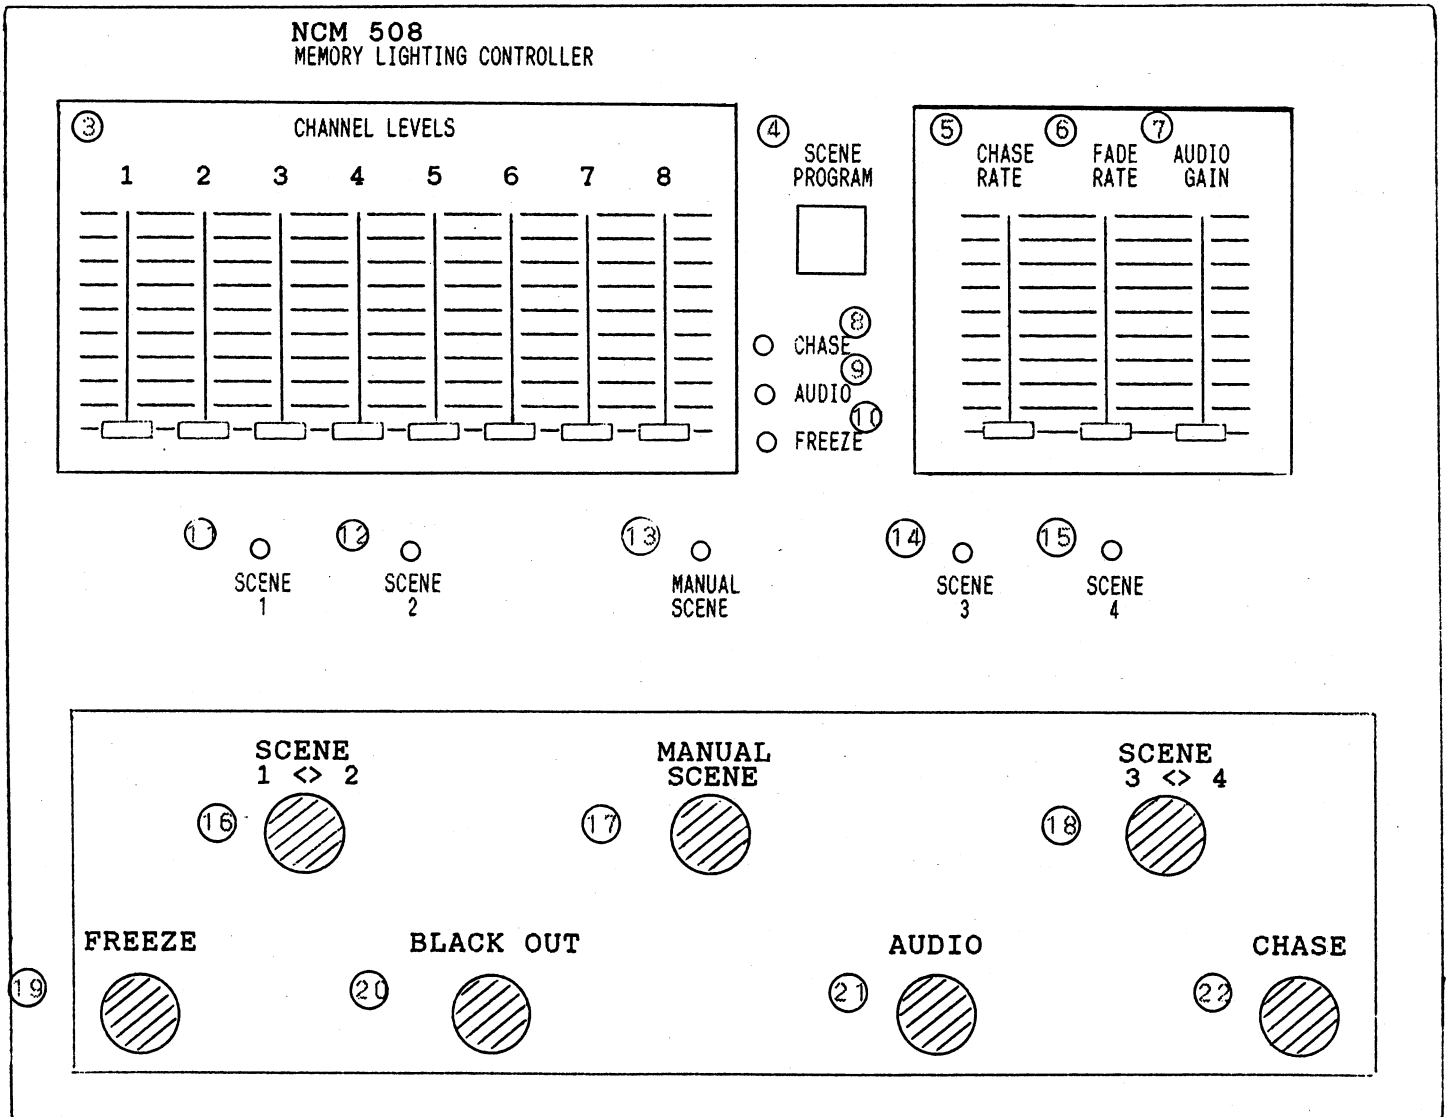 NCM 508
MEMORY LIGHTING CONTROLLER
3 CHANNEL LEVELS
1 2 3 4 5 6 7 8
4
SCENE
PROGRAM
5 CHASE
RATE
6 FADE
RATE
7 AUDIO
GAIN
8
CHASE
9
AUDIO
10
FREEZE
11
SCENE
1
12
SCENE
2
13
MANUAL
SCENE
14
SCENE
3
15
SCENE
4
SCENE
1 <> 2
16
MANUAL
SCENE
17
SCENE
3 <> 4
18
FREEZE
19
BLACK OUT
20
AUDIO
21
CHASE
22